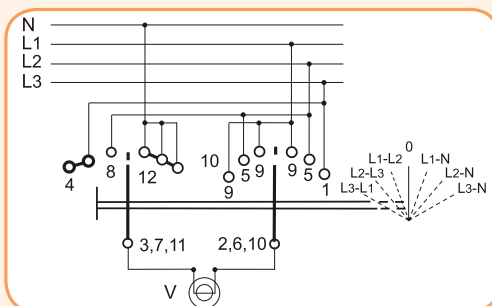 N
L1
L2
L3
4
8
12
10
9
5
9
9
5
1
0
L1-L2
L1-N
L2-L3
L2-N
L3-L1
L3-N
3,7,11
2,6,10
V